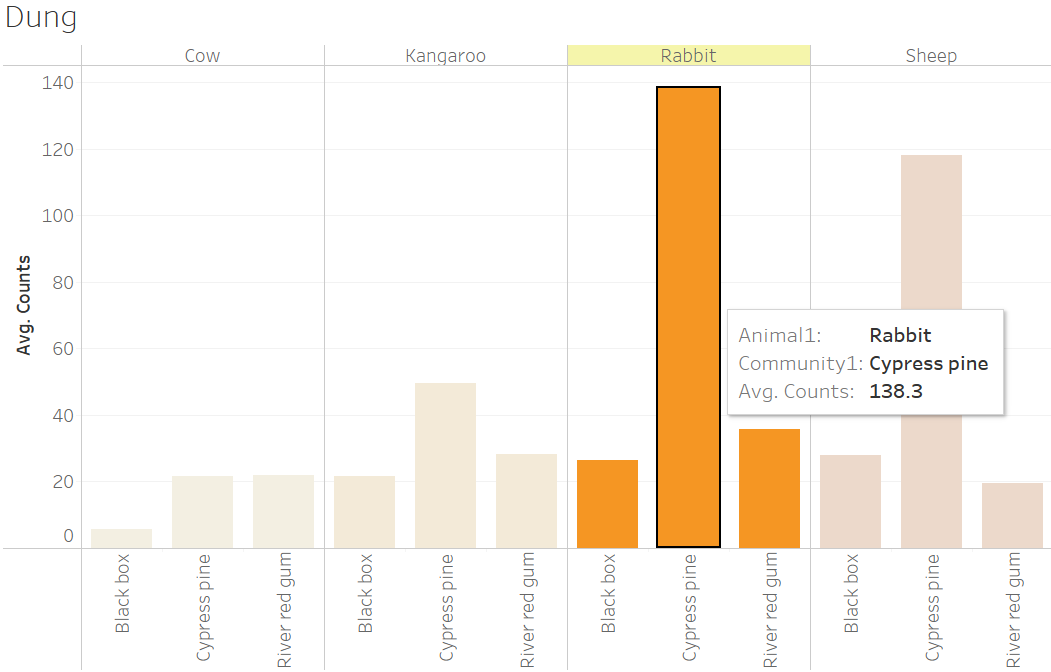 Dung
Cow Kangaroo Rabbit Sheep
140
120
100
80
60
40
20
0
Avg. Counts
Animal1: Rabbit
Community1: Cypress pine
Avg. Counts: 138.3
Black box Cypress pine River red gum Black box Cypress pine River red gum Black box Cypress pine River red gum Black box Cypress pine River red gum